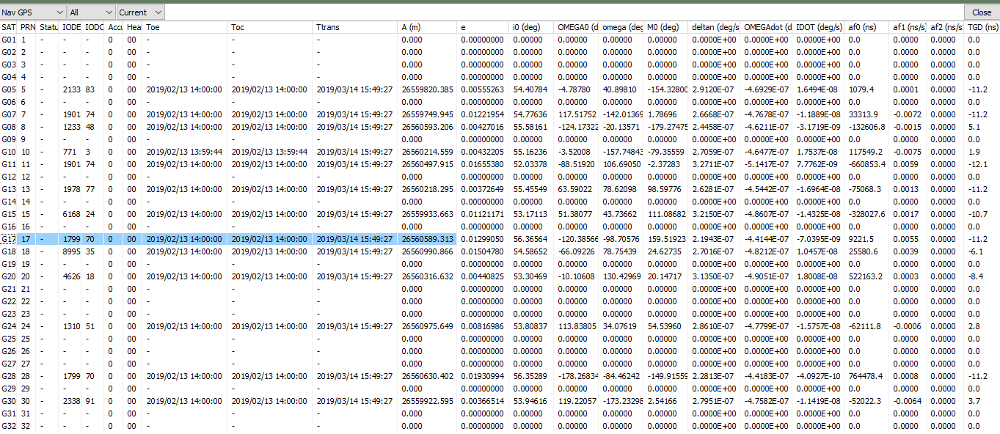 Nav GPS All Current Close
SAT PRN Statu IODE IODC Accu Heal Toe Toc Ttrans A (m) e i0 (deg) OMEGA0 (d omega (deg M0 (deg) deltan (deg/s OMEGAdot (d IDOT (deg/s) af0 (ns) af1 (ns/s) af2 (ns/s TGD (ns)
G01 1 - - - 0 00 - - - 0.000 0.00000000 0.00000 0.00000 0.00000 0.00000 0.0000E+00 0.0000E+00 0.0000E+00 0.0 0.0000 0.0000 0.0
G02 2 - - - 0 00 - - - 0.000 0.00000000 0.00000 0.00000 0.00000 0.00000 0.0000E+00 0.0000E+00 0.0000E+00 0.0 0.0000 0.0000 0.0
G03 3 - - - 0 00 - - - 0.000 0.00000000 0.00000 0.00000 0.00000 0.00000 0.0000E+00 0.0000E+00 0.0000E+00 0.0 0.0000 0.0000 0.0
G04 4 - - - 0 00 - - - 0.000 0.00000000 0.00000 0.00000 0.00000 0.00000 0.0000E+00 0.0000E+00 0.0000E+00 0.0 0.0000 0.0000 0.0
G05 5 - 2133 83 0 00 2019/02/13 14:00:00 2019/02/13 14:00:00 2019/03/14 15:49:27 26559820.385 0.00555263 54.40784 -4.78780 40.89810 -154.32800 2.9120E-07 -4.6929E-07 1.6494E-08 1079.4 0.0001 0.0000 -11.2
G06 6 - - - 0 00 - - - 0.000 0.00000000 0.00000 0.00000 0.00000 0.00000 0.0000E+00 0.0000E+00 0.0000E+00 0.0 0.0000 0.0000 0.0
G07 7 - 1901 74 0 00 2019/02/13 14:00:00 2019/02/13 14:00:00 2019/03/14 15:49:27 26559749.945 0.01221954 54.77636 117.51752 -142.01369 1.78696 2.6668E-07 -4.7678E-07 -1.1889E-08 33313.9 -0.0072 0.0000 -11.2
G08 8 - 1233 48 0 00 2019/02/13 14:00:00 2019/02/13 14:00:00 2019/03/14 15:49:27 26560593.206 0.00427016 55.58161 -124.17322 -20.13571 -179.27475 2.4458E-07 -4.6211E-07 -3.1719E-09 -132606.8 -0.0015 0.0000 5.1
G09 9 - - - 0 00 - - - 0.000 0.00000000 0.00000 0.00000 0.00000 0.00000 0.0000E+00 0.0000E+00 0.0000E+00 0.0 0.0000 0.0000 0.0
G10 10 - 771 3 0 00 2019/02/13 13:59:44 2019/02/13 13:59:44 2019/03/14 15:49:27 26560214.559 0.00432205 55.16236 -3.52008 -157.74843 -79.35559 2.7059E-07 -4.6477E-07 1.7537E-08 117549.2 -0.0075 0.0000 1.9
G11 11 - 1901 74 0 00 2019/02/13 14:00:00 2019/02/13 14:00:00 2019/03/14 15:49:27 26560497.915 0.01655380 52.03378 -88.51920 106.69050 -2.37283 3.2711E-07 -5.1417E-07 7.7762E-09 -660853.4 0.0059 0.0000 -12.1
G12 12 - - - 0 00 - - - 0.000 0.00000000 0.00000 0.00000 0.00000 0.00000 0.0000E+00 0.0000E+00 0.0000E+00 0.0 0.0000 0.0000 0.0
G13 13 - 1978 77 0 00 2019/02/13 14:00:00 2019/02/13 14:00:00 2019/03/14 15:49:27 26560218.295 0.00372649 55.45549 63.59022 78.62098 98.59776 2.6281E-07 -4.5442E-07 -1.6964E-08 -75068.3 0.0013 0.0000 -11.2
G14 14 - - - 0 00 - - - 0.000 0.00000000 0.00000 0.00000 0.00000 0.00000 0.0000E+00 0.0000E+00 0.0000E+00 0.0 0.0000 0.0000 0.0
G15 15 - 6168 24 0 00 2019/02/13 14:00:00 2019/02/13 14:00:00 2019/03/14 15:49:27 26559933.663 0.01121171 53.17113 51.38077 43.73662 111.08682 3.2150E-07 -4.8607E-07 -1.4325E-08 -328027.6 0.0017 0.0000 -10.7
G16 16 - - - 0 00 - - - 0.000 0.00000000 0.00000 0.00000 0.00000 0.00000 0.0000E+00 0.0000E+00 0.0000E+00 0.0 0.0000 0.0000 0.0
G17 17 - 1799 70 0 00 2019/02/13 14:00:00 2019/02/13 14:00:00 2019/03/14 15:49:27 26560589.313 0.01299050 56.36564 -120.38566 -98.70576 159.51923 2.1943E-07 -4.4144E-07 -7.0395E-09 9221.5 0.0055 0.0000 -11.2
G18 18 - 8995 35 0 00 2019/02/13 14:00:00 2019/02/13 14:00:00 2019/03/14 15:49:27 26560990.866 0.01504780 54.58652 -66.09226 78.75439 24.62735 2.7016E-07 -4.8212E-07 1.0457E-08 25580.6 0.0039 0.0000 -6.1
G19 19 - - - 0 00 - - - 0.000 0.00000000 0.00000 0.00000 0.00000 0.00000 0.0000E+00 0.0000E+00 0.0000E+00 0.0 0.0000 0.0000 0.0
G20 20 - 4626 18 0 00 2019/02/13 14:00:00 2019/02/13 14:00:00 2019/03/14 15:49:27 26560316.632 0.00440825 53.30469 -10.10608 130.42969 20.14717 3.1350E-07 -4.9051E-07 1.8008E-08 522163.2 0.0003 0.0000 -8.4
G21 21 - - - 0 00 - - - 0.000 0.00000000 0.00000 0.00000 0.00000 0.00000 0.0000E+00 0.0000E+00 0.0000E+00 0.0 0.0000 0.0000 0.0
G22 22 - - - 0 00 - - - 0.000 0.00000000 0.00000 0.00000 0.00000 0.00000 0.0000E+00 0.0000E+00 0.0000E+00 0.0 0.0000 0.0000 0.0
G23 23 - - - 0 00 - - - 0.000 0.00000000 0.00000 0.00000 0.00000 0.00000 0.0000E+00 0.0000E+00 0.0000E+00 0.0 0.0000 0.0000 0.0
G24 24 - 1310 51 0 00 2019/02/13 14:00:00 2019/02/13 14:00:00 2019/03/14 15:49:27 26560975.649 0.00816986 53.80837 113.83805 34.07619 54.53960 2.8610E-07 -4.7799E-07 -1.5757E-08 -62111.8 -0.0006 0.0000 2.8
G25 25 - - - 0 00 - - - 0.000 0.00000000 0.00000 0.00000 0.00000 0.00000 0.0000E+00 0.0000E+00 0.0000E+00 0.0 0.0000 0.0000 0.0
G26 26 - - - 0 00 - - - 0.000 0.00000000 0.00000 0.00000 0.00000 0.00000 0.0000E+00 0.0000E+00 0.0000E+00 0.0 0.0000 0.0000 0.0
G27 27 - - - 0 00 - - - 0.000 0.00000000 0.00000 0.00000 0.00000 0.00000 0.0000E+00 0.0000E+00 0.0000E+00 0.0 0.0000 0.0000 0.0
G28 28 - 1799 70 0 00 2019/02/13 14:00:00 2019/02/13 14:00:00 2019/03/14 15:49:27 26560630.402 0.01930994 56.35289 -178.26834 -84.46242 -149.91559 2.2813E-07 -4.4183E-07 -4.0927E-10 764478.4 0.0008 0.0000 -11.2
G29 29 - - - 0 00 - - - 0.000 0.00000000 0.00000 0.00000 0.00000 0.00000 0.0000E+00 0.0000E+00 0.0000E+00 0.0 0.0000 0.0000 0.0
G30 30 - 2338 91 0 00 2019/02/13 14:00:00 2019/02/13 14:00:00 2019/03/14 15:49:27 26559922.595 0.00366514 53.94616 119.22057 -173.23298 2.54166 2.7951E-07 -4.7582E-07 -1.1419E-08 -52022.3 -0.0064 0.0000 3.7
G31 31 - - - 0 00 - - - 0.000 0.00000000 0.00000 0.00000 0.00000 0.00000 0.0000E+00 0.0000E+00 0.0000E+00 0.0 0.0000 0.0000 0.0
G32 32 - - - 0 00 - - - 0.000 0.00000000 0.00000 0.00000 0.00000 0.00000 0.0000E+00 0.0000E+00 0.0000E+00 0.0 0.0000 0.0000 0.0